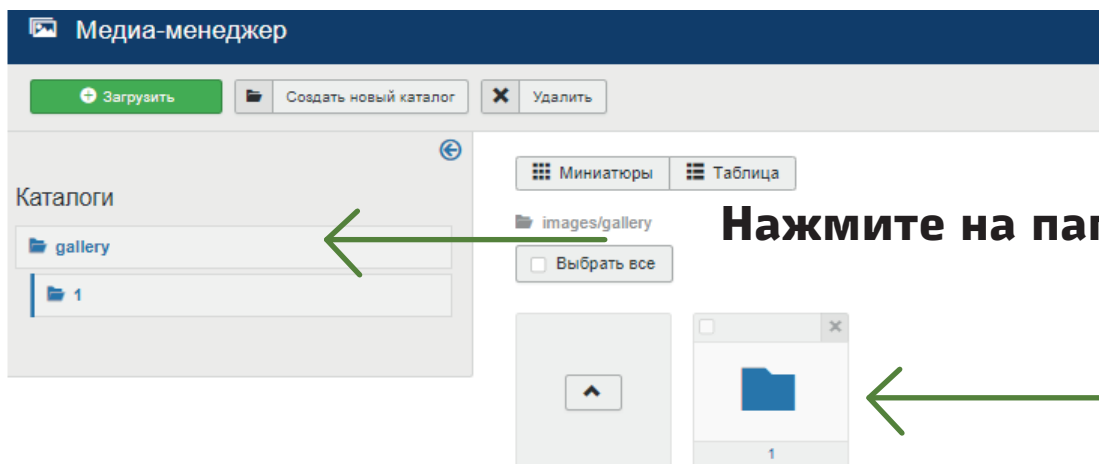 Медиа-менеджер
Загрузить
Создать новый каталог
Удалить
Каталоги
gallery
1
Миниатюры
Таблица
images/gallery
Нажмите на
Выбрать все
1